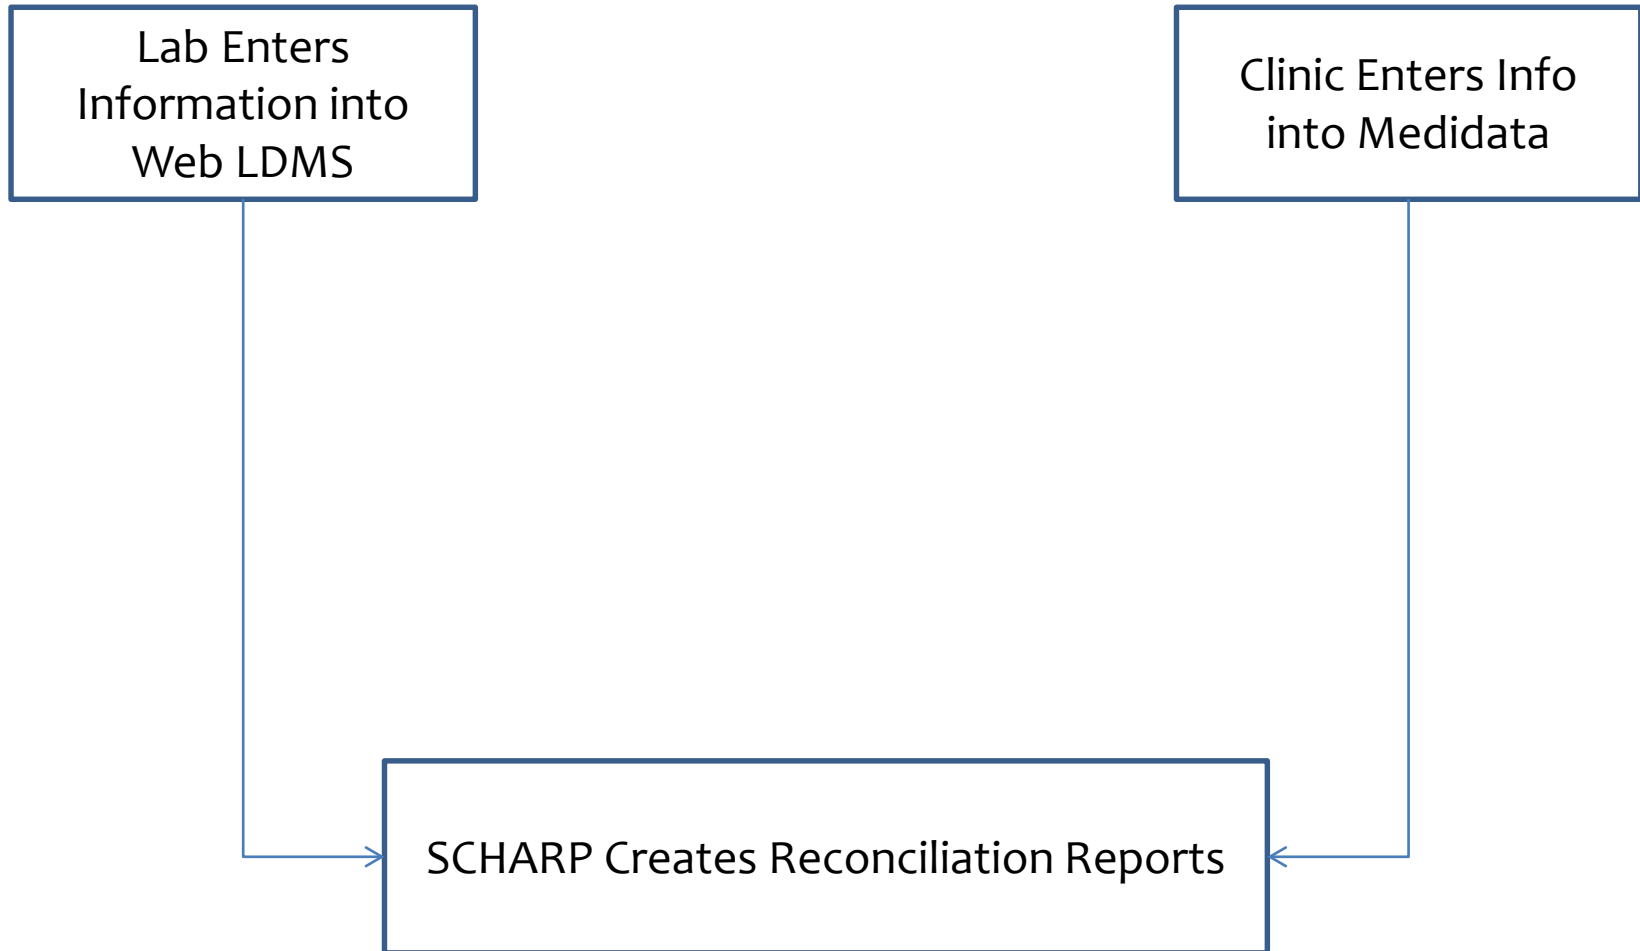 Lab Enters
Information into
Web LDMS
Clinic Enters Info
into Medidata
SCHARP Creates Reconciliation Reports